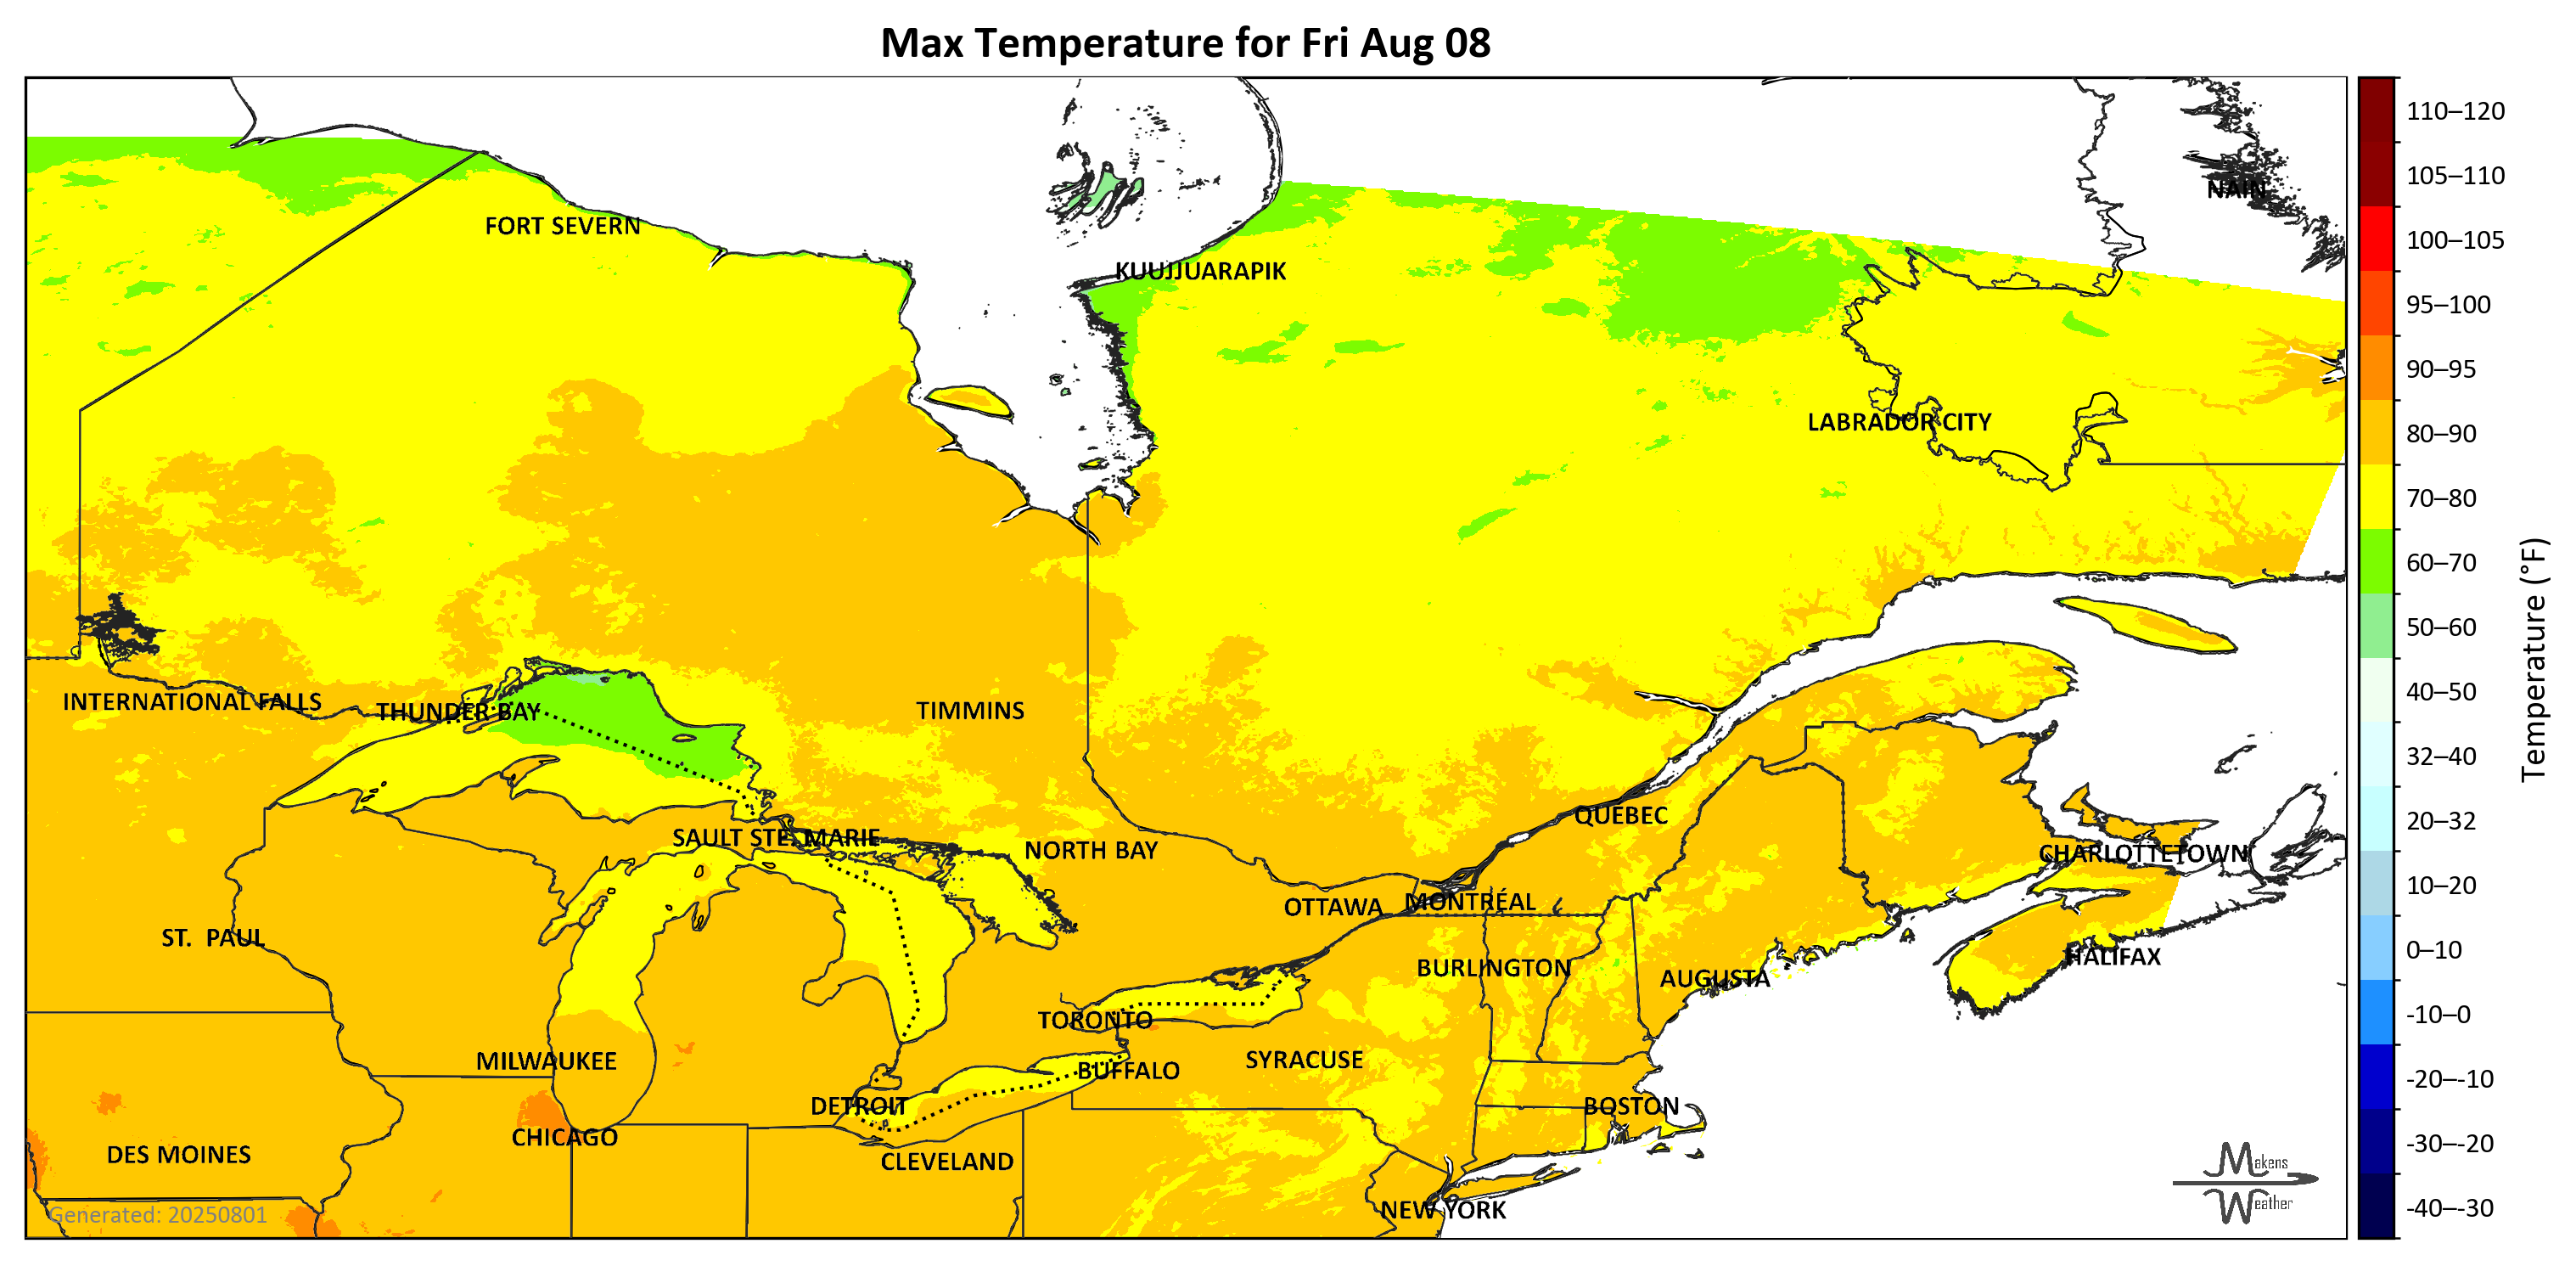 Max Temperature for Fri Aug 08
NAIN
FORT SEVERN
KUUJJUARAPIK
LABRADOR CITY
INTERNATIONAL FALLS
THUNDER BAY
TIMMINS
QUÉBEC
SAULT STE. MARIE
NORTH BAY
CHARLOTTETOWN
OTTAWA
MONTRÉAL
ST. PAUL
HALIFAX
BURLINGTON
AUGUSTA
TORONTO
MILWAUKEE
SYRACUSE
BUFFALO
DETROIT
BOSTON
CHICAGO
DES MOINES
CLEVELAND
NEW YORK
Generated: 20250801
Makens
Weather
110–120
105–110
100–105
95–100
90–95
80–90
70–80
60–70
50–60
40–50
32–40
20–32
10–20
0–10
-10–0
-20–-10
-30–-20
-40–-30
Temperature (°F)